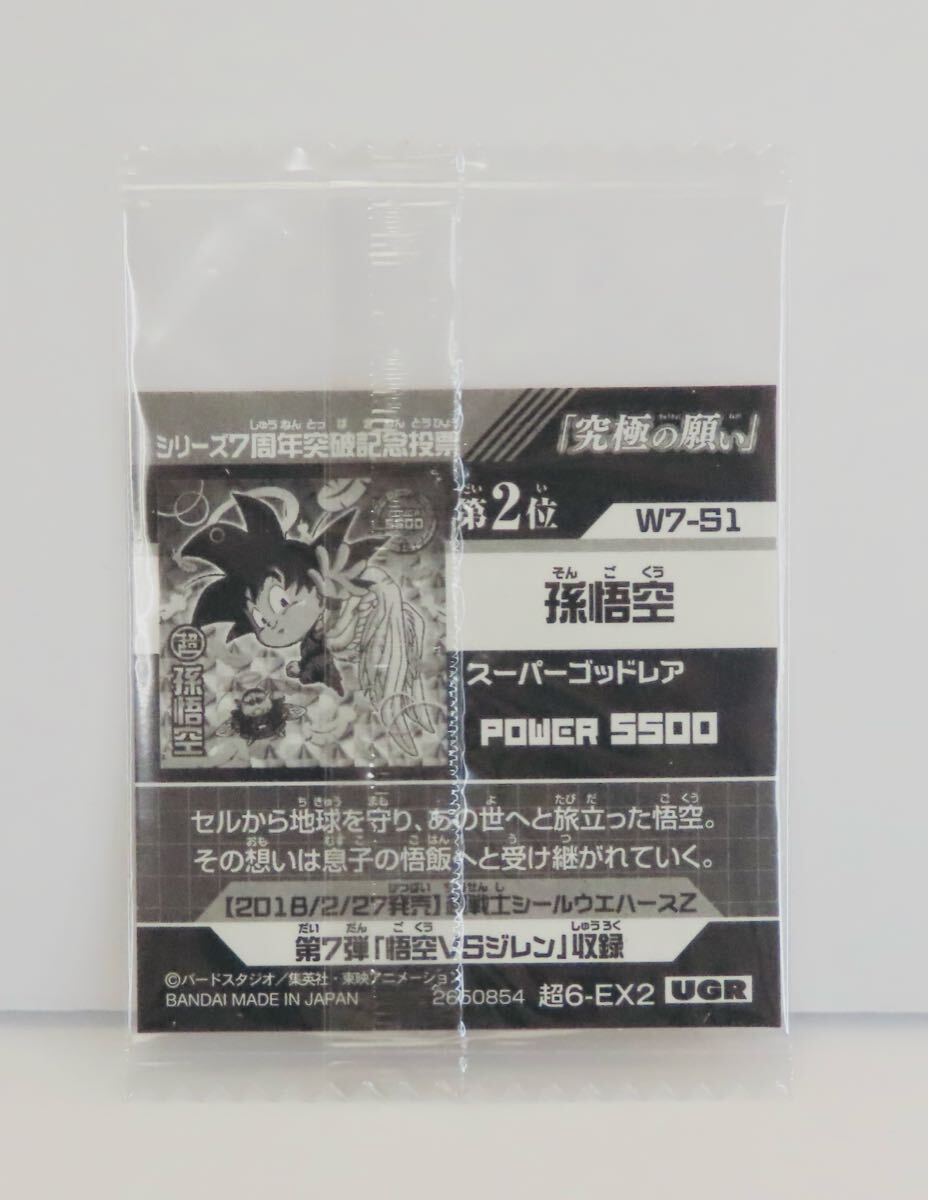 シリーズ7周年突破記念投票
「究極の願い」
第2位
W7-S1
5500
超
孫悟空
そんごくう
孫悟空
スーパーゴッドレア
POWER 5500
セルから地球を守り、あの世へと旅立った悟空。
その想いは息子の悟飯へと受け継がれていく。
【2018/2/27発売】 戦士シールウエハースZ
第7弾「悟空VSジレン」収録
©バードスタジオ/集英社・東映アニメーション
BANDAI MADE IN JAPAN
2650854 超6-EX2 UGR